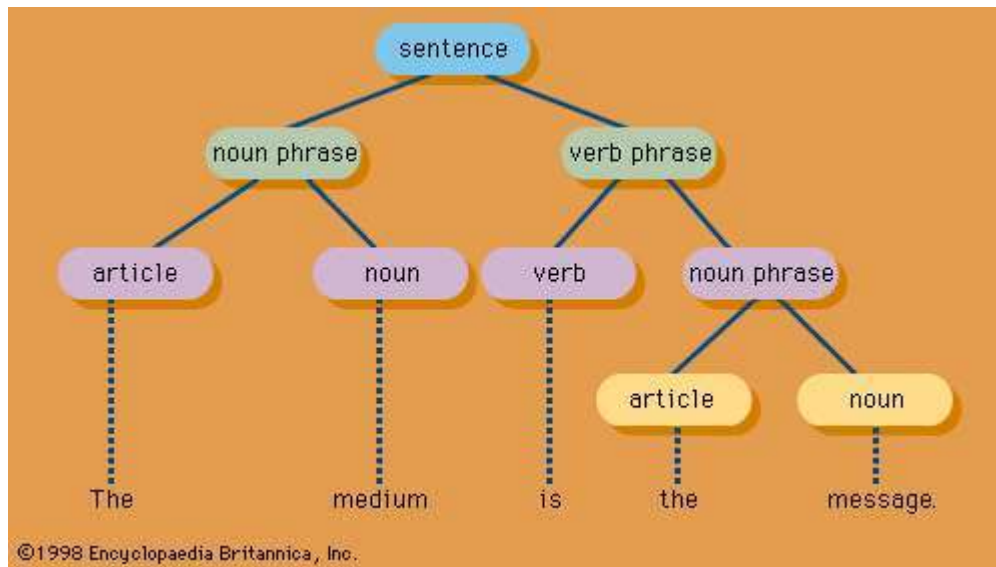 sentence
noun phrase verb phrase
article noun verb noun phrase
article noun
The medium is the message.
©1998 Encyclopaedia Britannica, Inc.